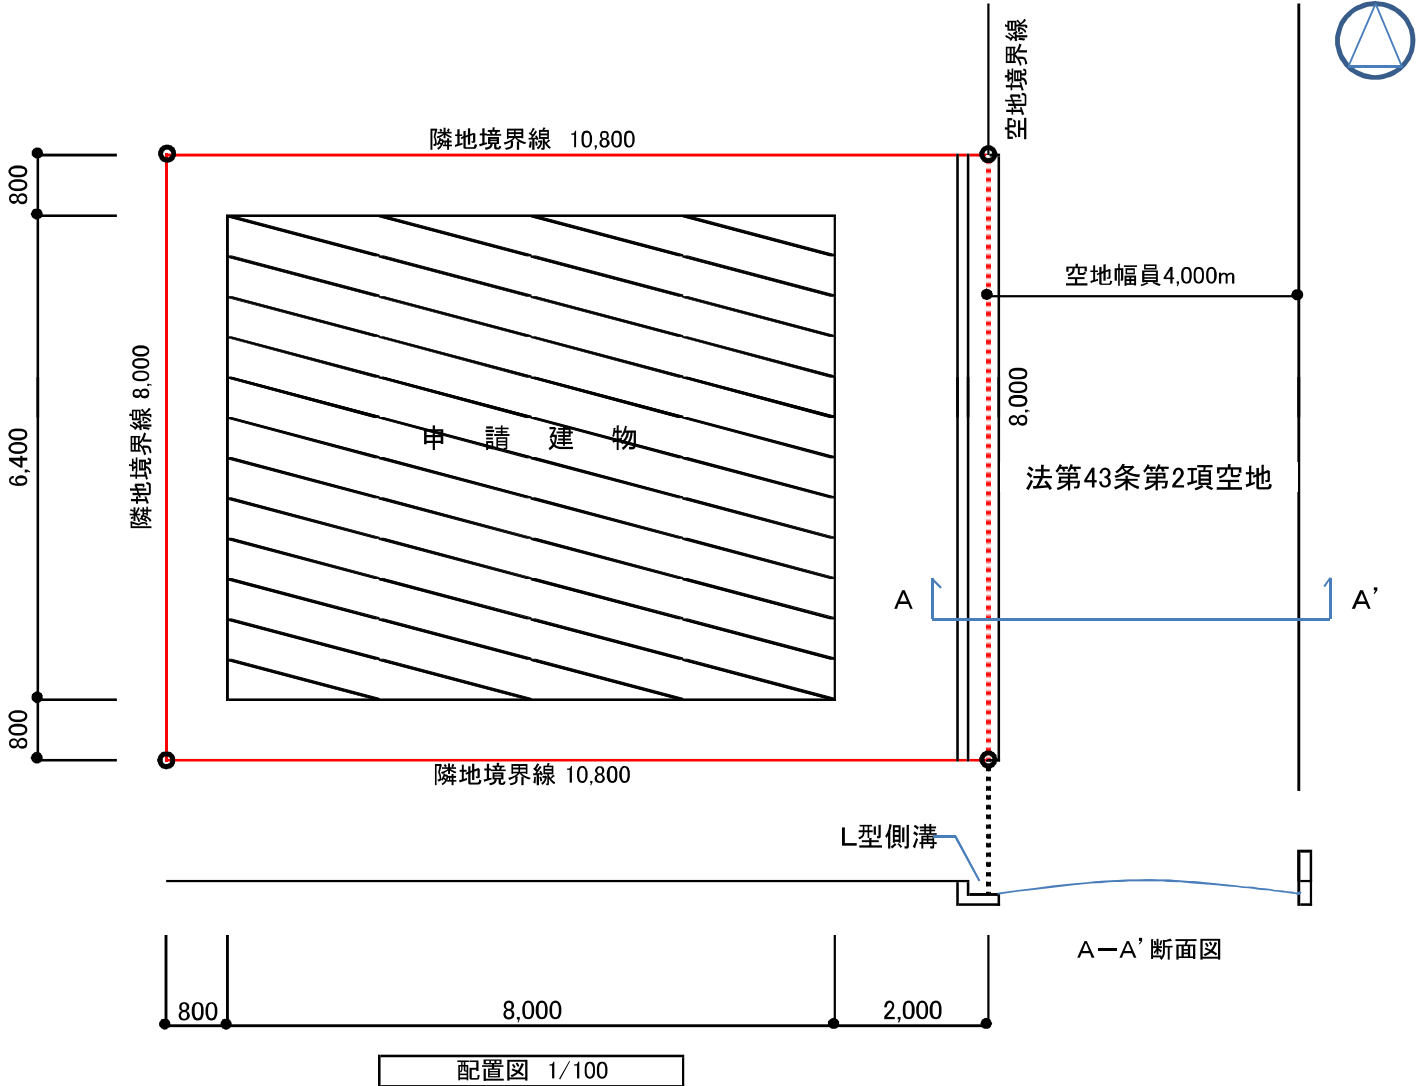 空地境界線
隣地境界線 10,800
800
空地幅員4,000m
隣地境界線 8,000
8,000
6,400
申 請 建 物
法第43条第2項空地
A
A’
800
隣地境界線 10,800
L型側溝
A－A’断面図
800
8,000
2,000
配置図 1/100